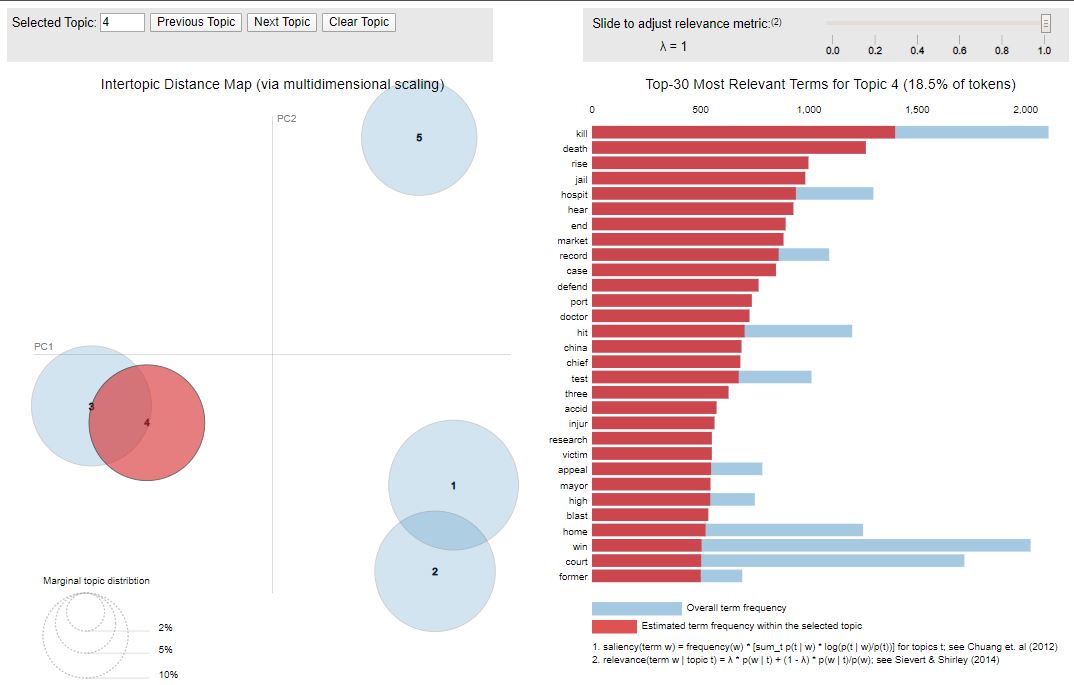 Selected Topic: 4 Previous Topic Next Topic Clear Topic
Slide to adjust relevance metric:(2)
λ = 1
0.0 0.2 0.4 0.6 0.8 1.0
Intertopic Distance Map (via multidimensional scaling)
PC2
PC1
5
3
4
1
2
Marginal topic distribtion
2%
5%
10%
Top-30 Most Relevant Terms for Topic 4 (18.5% of tokens)
0 500 1,000 1,500 2,000
kill
death
rise
jail
hospit
hear
end
market
record
case
defend
port
doctor
hit
china
chief
test
three
accid
injur
research
victim
appeal
mayor
high
blast
home
win
court
former
Overall term frequency
Estimated term frequency within the selected topic
1. saliency(term w) = frequency(w) * [sum_t p(t | w) * log(p(t | w)/p(t))] for topics t; see Chuang et. al (2012)
2. relevance(term w | topic t) = λ * p(w | t) + (1 - λ) * p(w | t)/p(w); see Sievert & Shirley (2014)